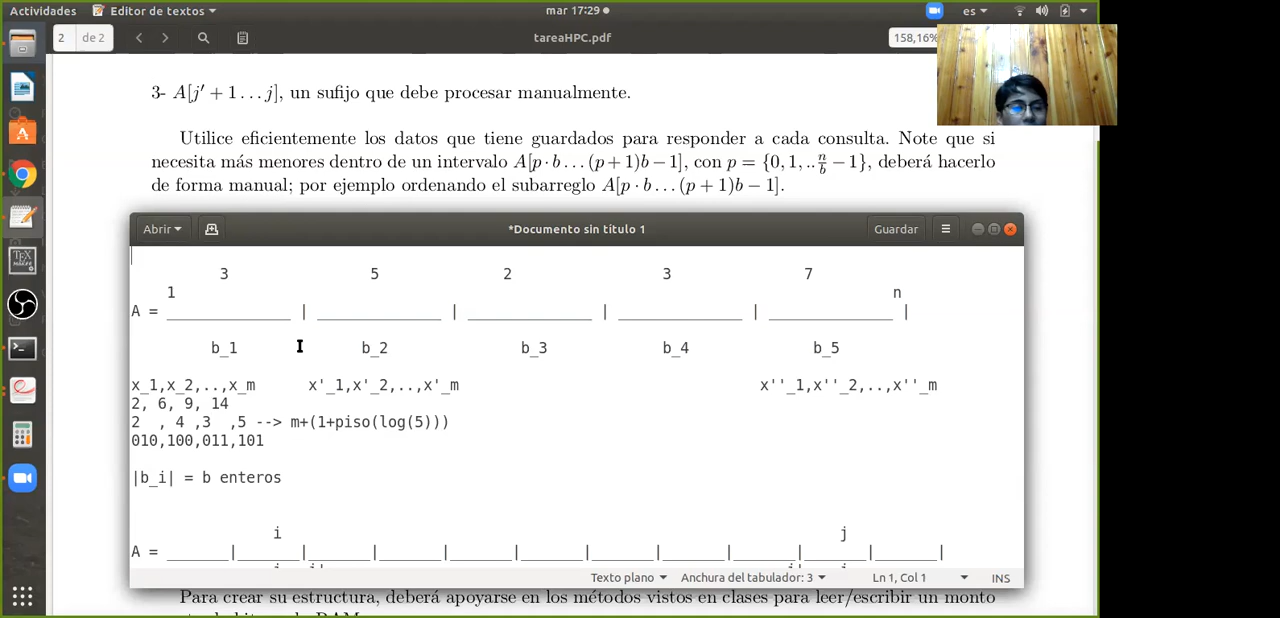 Actividades Editor de textos mar 17:29 es
2 de 2 tareaHPC.pdf 158,16%
3- A[j′ + 1 . . . j], un sufijo que debe procesar manualmente.
Utilice eficientemente los datos que tiene guardados para responder a cada consulta. Note que si
necesita más menores dentro de un intervalo A[p · b . . . (p + 1)b − 1], con p = {0, 1, .. n/b − 1}, deberá hacerlo
de forma manual; por ejemplo ordenando el subarreglo A[p · b . . . (p + 1)b − 1].
Abrir *Documento sin título 1 Guardar
3 5 2 3 7
1 n
A = _____________ | _____________ | _____________ | _____________ | _____________ |
b_1 b_2 b_3 b_4 b_5
x_1,x_2,..,x_m x'_1,x'_2,..,x'_m x''_1,x''_2,..,x''_m
2, 6, 9, 14
2 , 4 ,3 ,5 --> m+(1+piso(log(5)))
010,100,011,101
|b_i| = b enteros
i j
A = _______|_______|_______|_______|_______|_______|_______|_______|_______|_______|_______|
Texto plano Anchura del tabulador: 3 Ln 1, Col 1 INS
Para crear su estructura, deberá apoyarse en los métodos vistos en clases para leer/escribir un monto